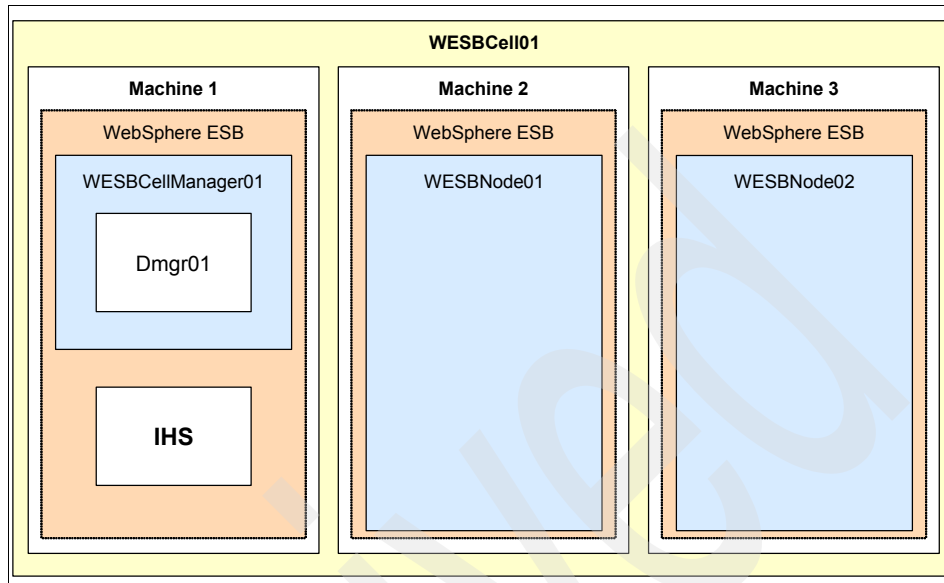 WESBCell01
Machine 1
WebSphere ESB
WESBCellManager01
Dmgr01
IHS
Machine 2
WebSphere ESB
WESBNode01
Machine 3
WebSphere ESB
WESBNode02